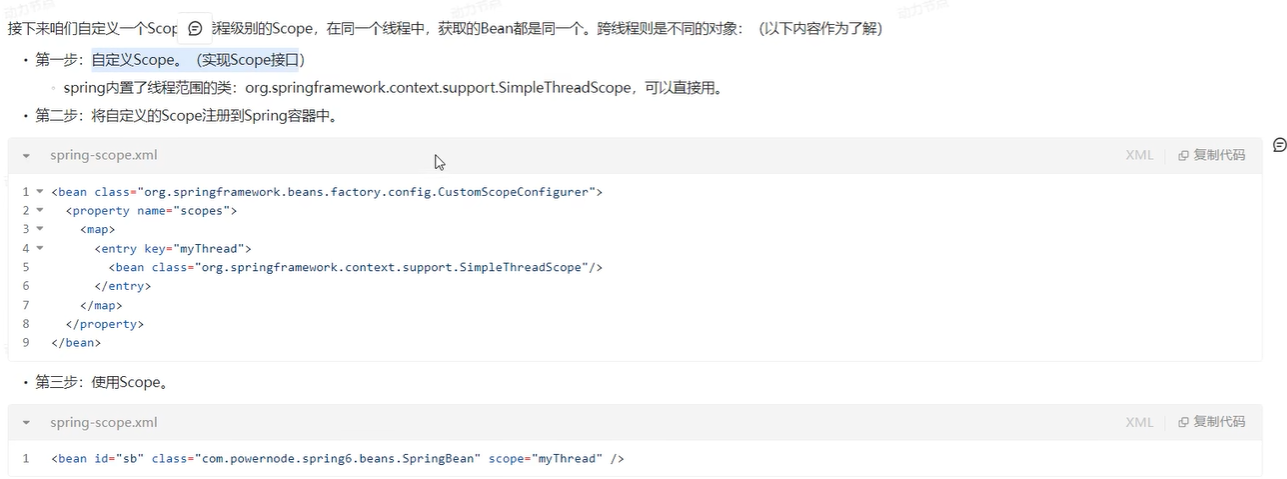 接下来咱们自定义一个Scop 程级别的Scope，在同一个线程中，获取的Bean都是同一个。跨线程则是不同的对象：（以下内容作为了解）
• 第一步：自定义Scope。（实现Scope接口）
◦ spring内置了线程范围的类：org.springframework.context.support.SimpleThreadScope，可以直接用。
• 第二步：将自定义的Scope注册到Spring容器中。
spring-scope.xml XML 复制代码
1 <bean class="org.springframework.beans.factory.config.CustomScopeConfigurer">
2 <property name="scopes">
3 <map>
4 <entry key="myThread">
5 <bean class="org.springframework.context.support.SimpleThreadScope"/>
6 </entry>
7 </map>
8 </property>
9 </bean>
• 第三步：使用Scope。
spring-scope.xml XML 复制代码
1 <bean id="sb" class="com.powernode.spring6.beans.SpringBean" scope="myThread" />